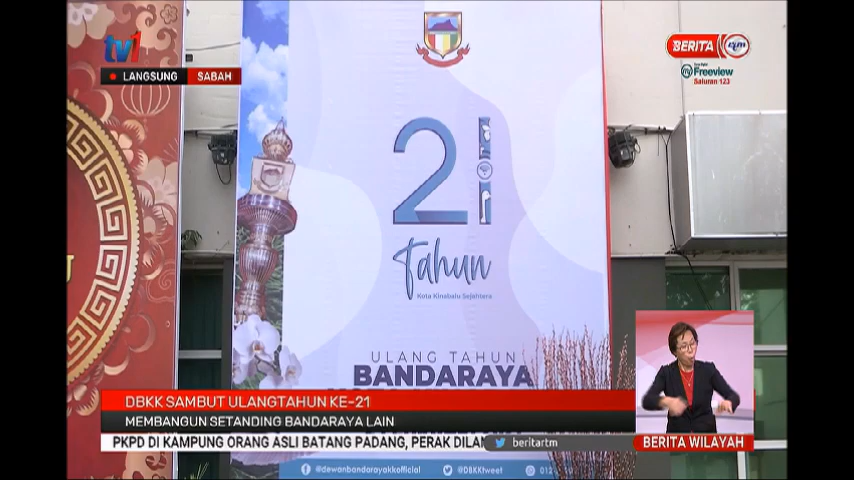 tv1
LANGSUNG SABAH
BERITA rtm
Freeview
Saluran 123
21
Tahun
Kota Kinabalu Sejahtera
ULANG TAHUN
BANDARAYA
DBKK SAMBUT ULANGTAHUN KE-21
MEMBANGUN SETANDING BANDARAYA LAIN
PKPD DI KAMPUNG ORANG ASLI BATANG PADANG, PERAK DILAN
beritartm
BERITA WILAYAH
@dewanbandarayakkofficial @DBKKtweet 012